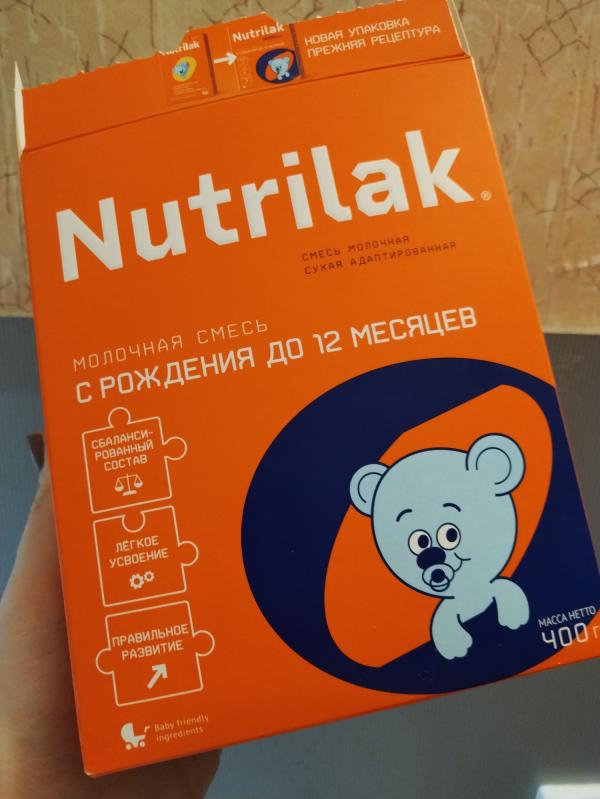 Nutrilak
Nutrilak
НОВАЯ УПАКОВКА
ПРЕЖНЯЯ РЕЦЕПТУРА
Nutrilak®
СМЕСЬ МОЛОЧНАЯ
СУХАЯ АДАПТИРОВАННАЯ
МОЛОЧНАЯ СМЕСЬ
С РОЖДЕНИЯ ДО 12 МЕСЯЦЕВ
СБАЛАНСИ-
РОВАННЫЙ
СОСТАВ
ЛЁГКОЕ
УСВОЕНИЕ
ПРАВИЛЬНОЕ
РАЗВИТИЕ
МАССА НЕТТО
400 г
Baby friendly
ingredients